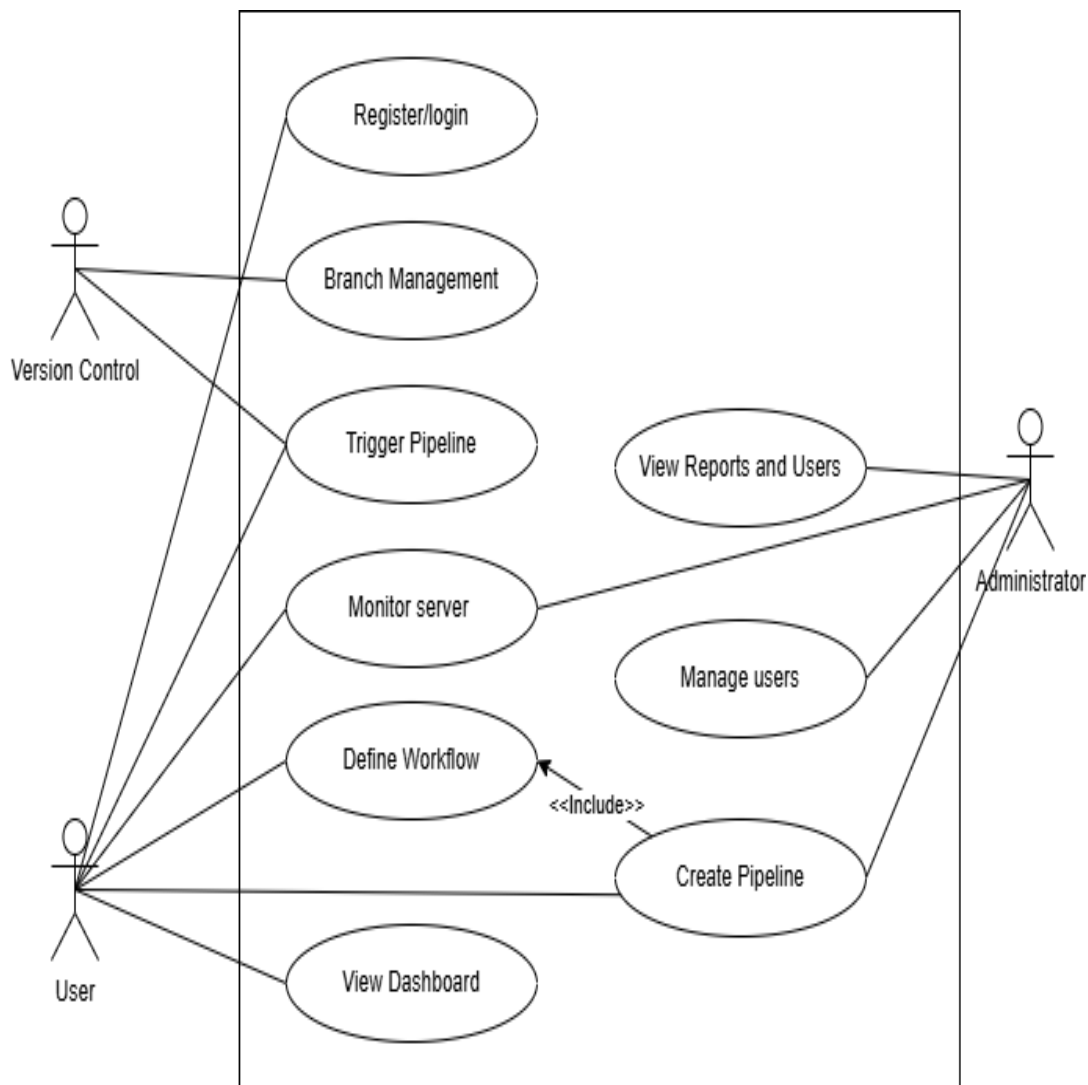 Register/login
Branch Management
Version Control
Trigger Pipeline
View Reports and Users
Administrator
Monitor server
Manage users
Define Workflow
<<Include>>
Create Pipeline
View Dashboard
User